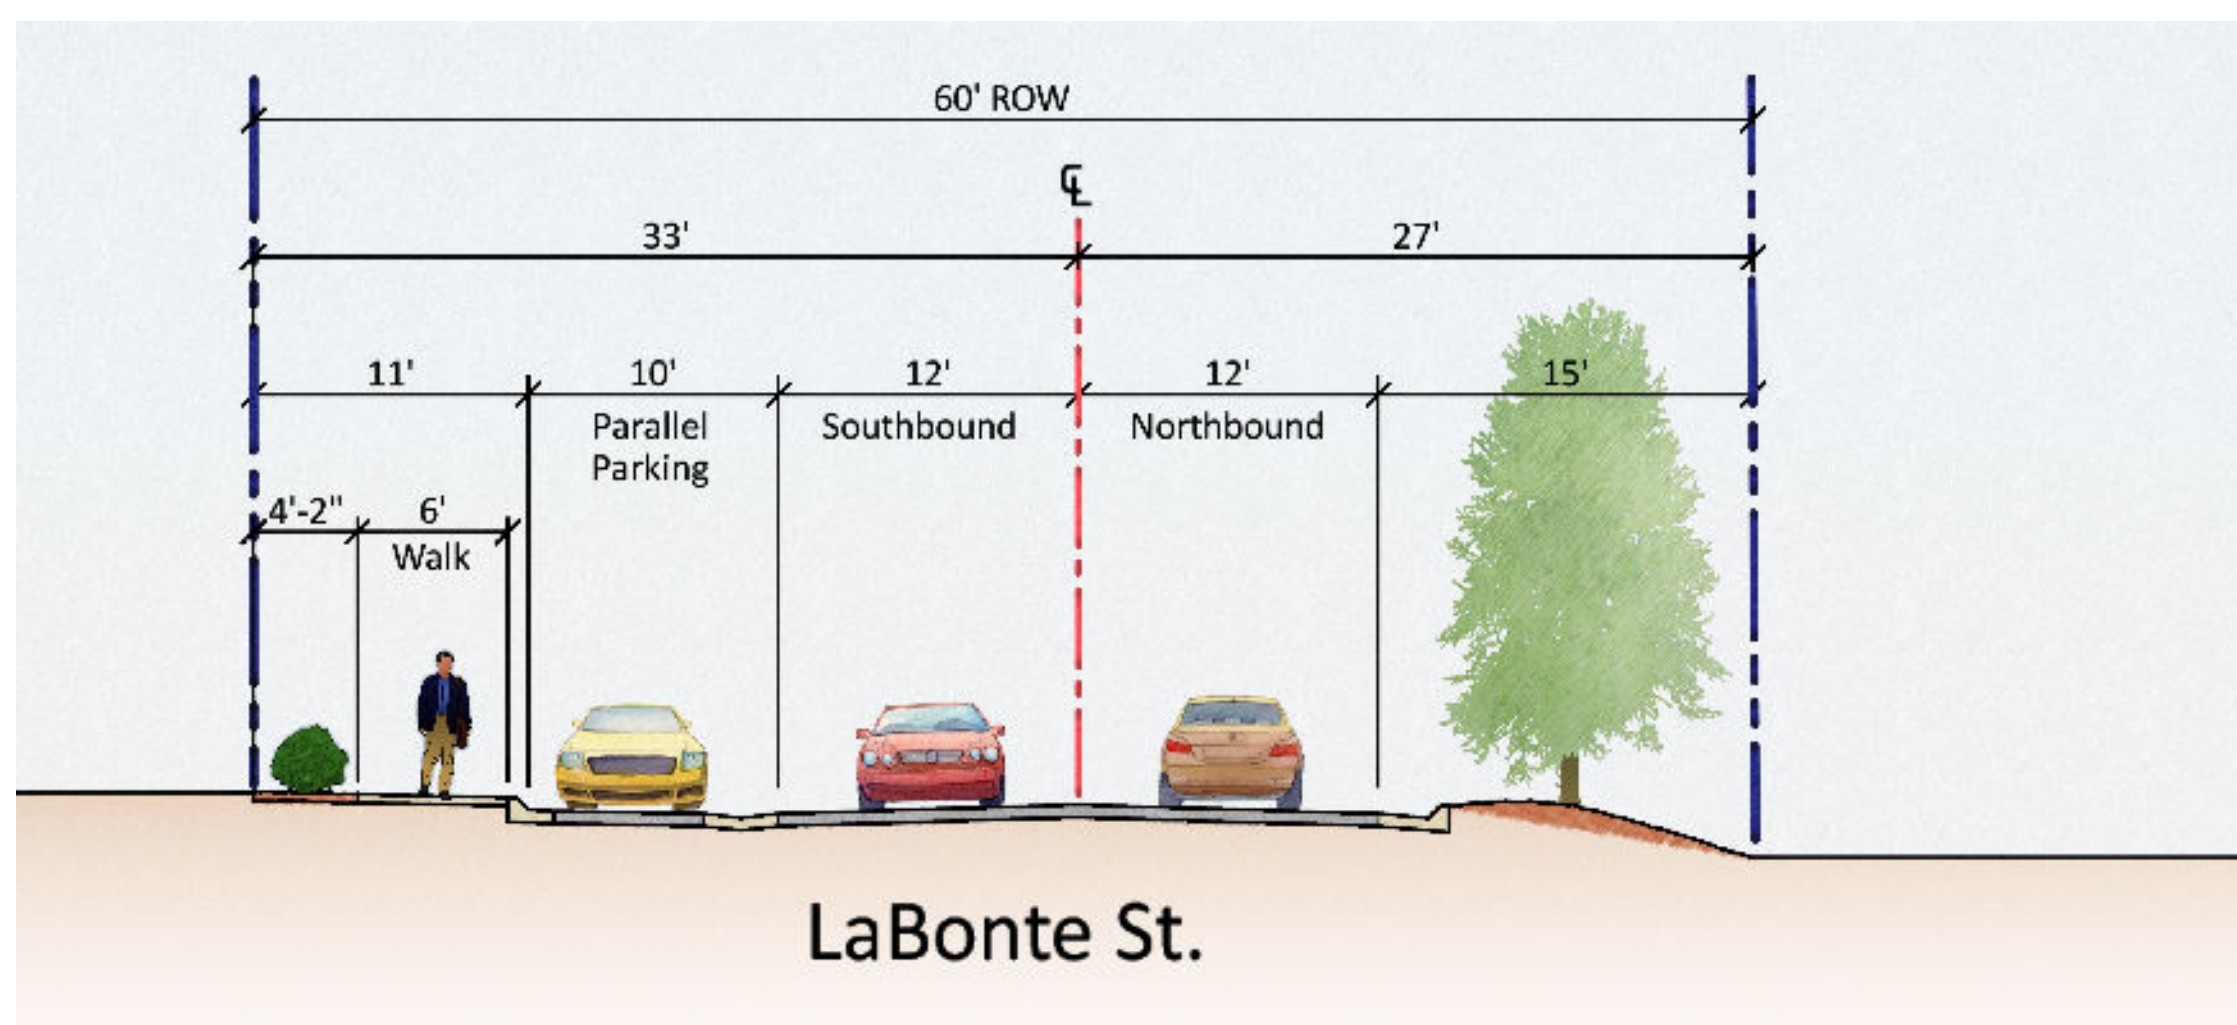 60' ROW
℄
33' 27'
11' 10' 12' 12' 15'
Parallel Southbound Northbound
Parking
4'-2" 6'
Walk
LaBonte St.